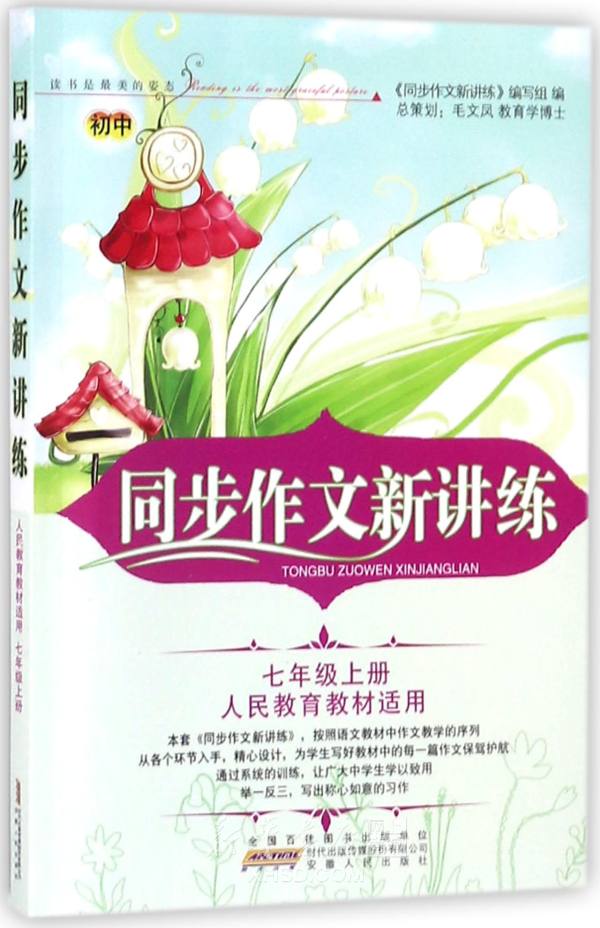 读书是最美的姿态 Reading is the most graceful posture
《同步作文新讲练》编写组 编
总策划：毛文凤 教育学博士
初中
同步作文新讲练
人民教育教材适用 七年级上册
同步作文新讲练
TONGBU ZUOWEN XINJIANGLIAN
七年级上册
人民教育教材适用
本套《同步作文新讲练》，按照语文教材中作文教学的序列
从各个环节入手，精心设计，为学生写好教材中的每一篇作文保驾护航
通过系统的训练，让广大中学生学以致用
举一反三，写出称心如意的习作
全国百佳图书出版单位
时代出版传媒股份有限公司
安徽人民出版社
XHSD.COM